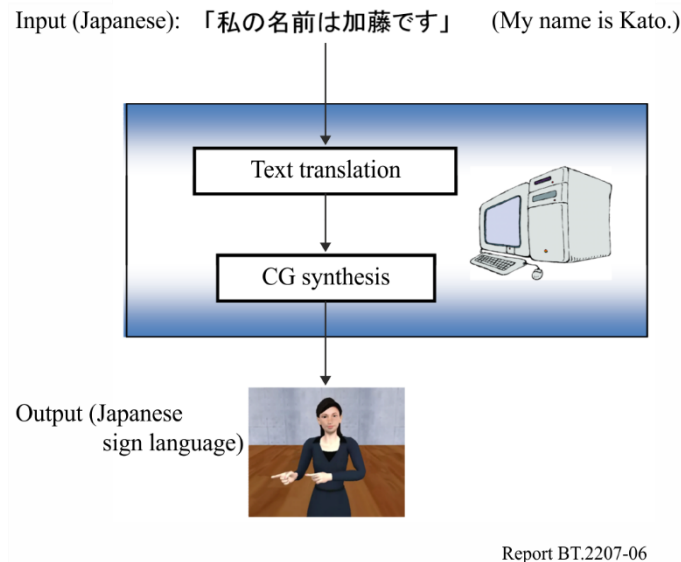 Input (Japanese): 「私の名前は加藤です」 (My name is Kato.)
Text translation
CG synthesis
Output (Japanese
sign language)
Report BT.2207-06